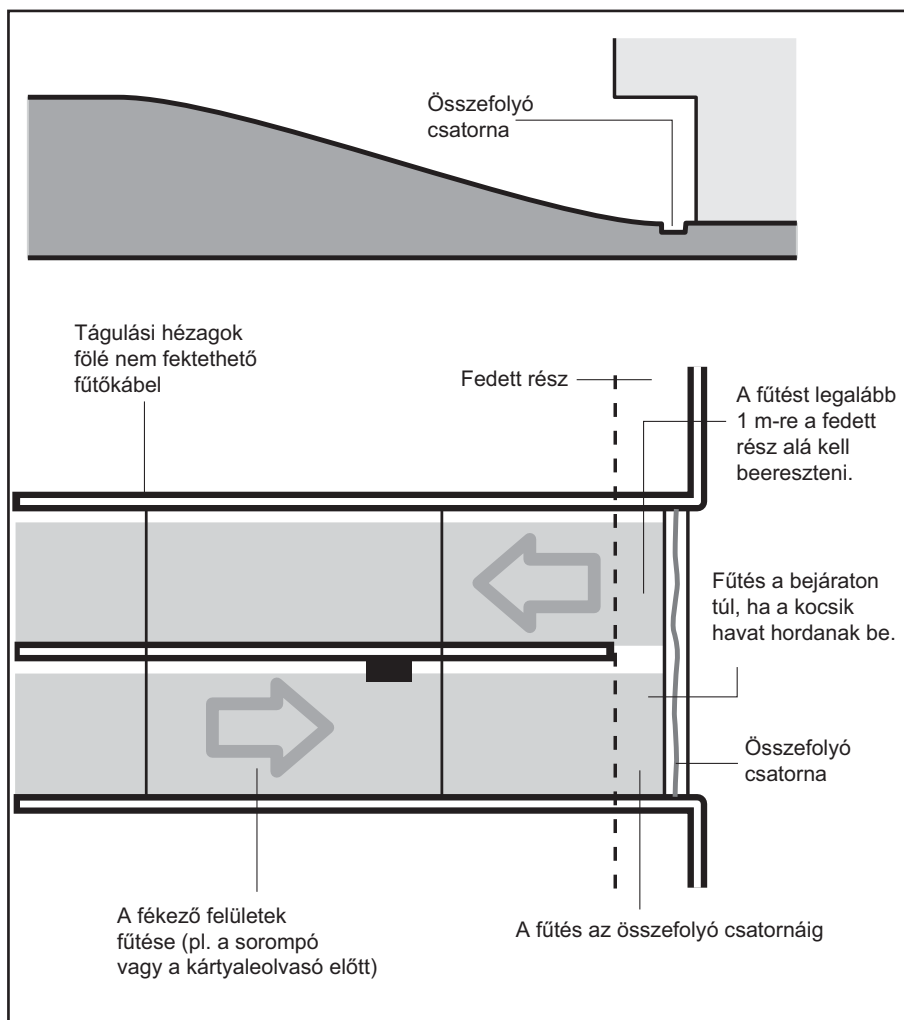 Összefolyó
csatorna
Tágulási hézagok
fölé nem fektethető
fűtőkábel
Fedett rész
A fűtést legalább
1 m-re a fedett
rész alá kell
beereszteni.
Fűtés a bejáraton
túl, ha a kocsik
havat hordanak be.
Összefolyó
csatorna
A fékező felületek
fűtése (pl. a sorompó
vagy a kártyaleolvasó előtt)
A fűtés az összefolyó csatornáig